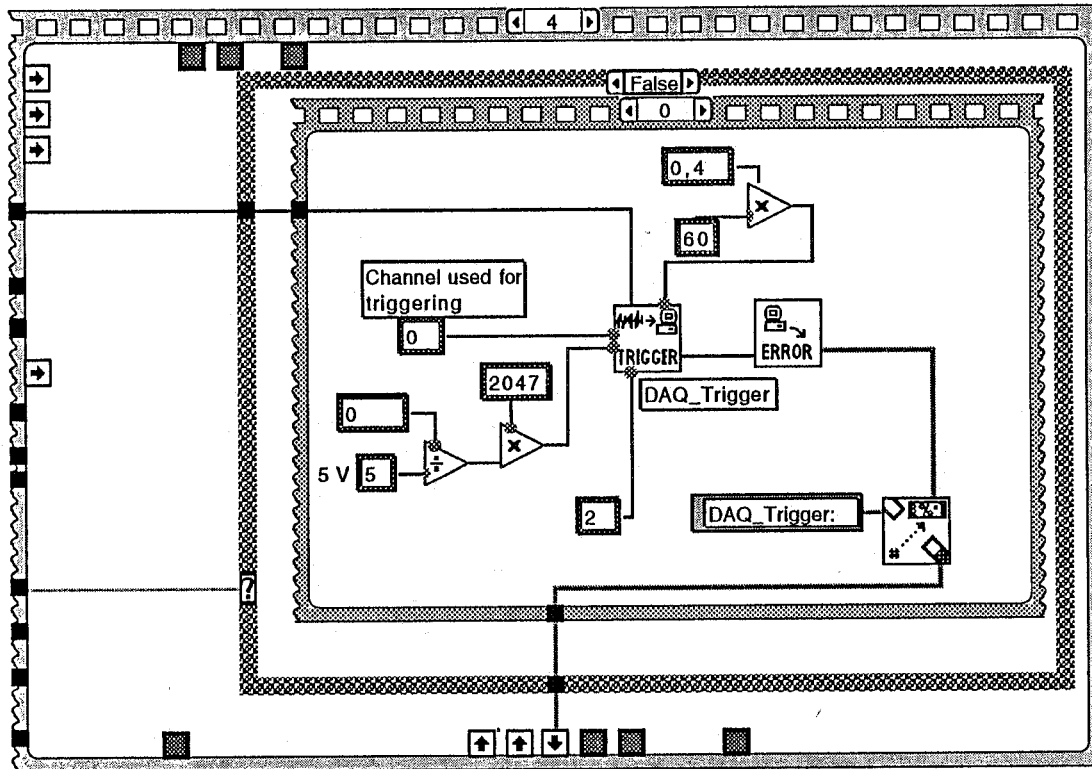 4
False
0
0,4
×
60
Channel used for
triggering
0
TRIGGER
ERROR
2047
DAQ_Trigger
0
×
÷
5 V 5
2
DAQ_Trigger:
%
#
?